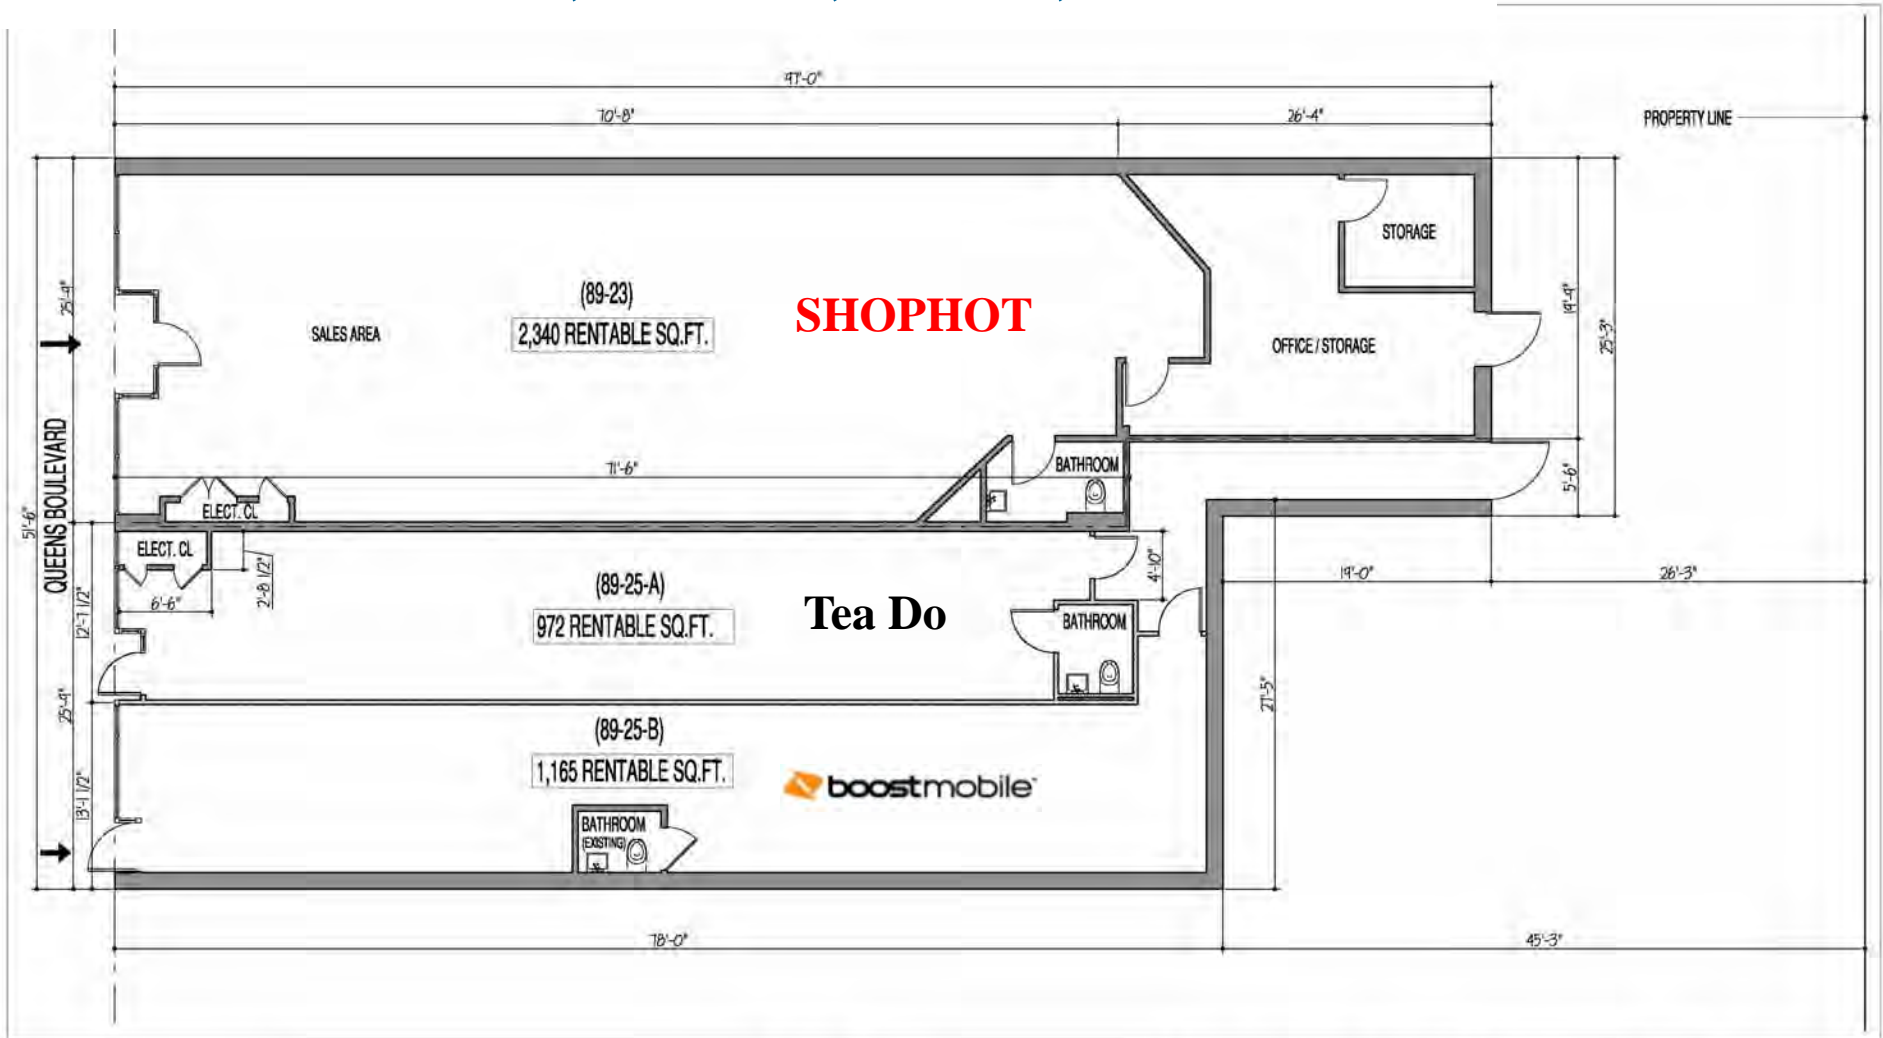 97'-0"
70'-8"
26'-4"
PROPERTY LINE
STORAGE
(89-23)
2,340 RENTABLE SQ.FT.
SHOPHOT
SALES AREA
OFFICE / STORAGE
25'-9"
19'-9"
25'-3"
QUEENS BOULEVARD
51'-6"
71'-6"
BATHROOM
5'-6"
ELECT. CL
ELECT. CL
6'-6"
2'-8 1/2"
12'-7 1/2"
(89-25-A)
972 RENTABLE SQ.FT.
Tea Do
4'-10"
BATHROOM
19'-0"
26'-3"
25'-9"
27'-5"
(89-25-B)
1,165 RENTABLE SQ.FT.
boostmobile
13'-1 1/2"
BATHROOM
(EXISTING)
78'-0"
45'-3"